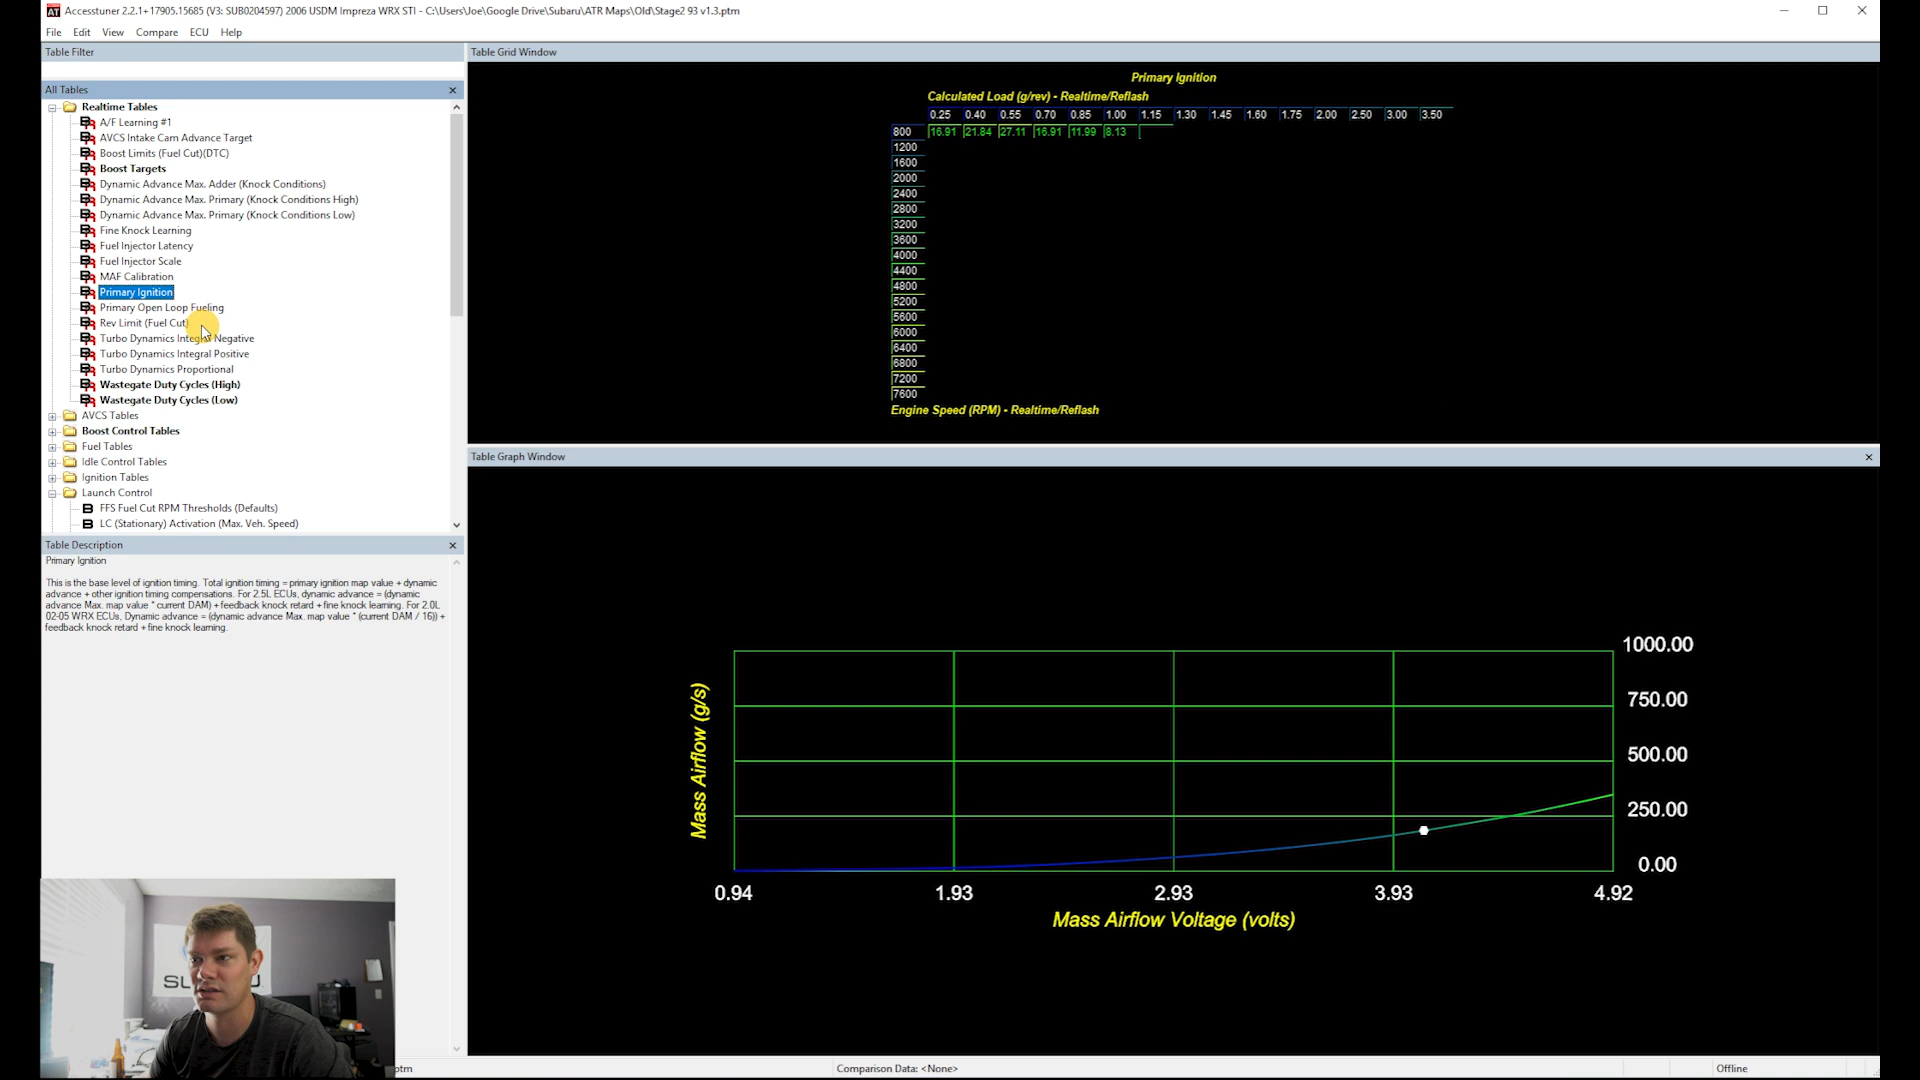 Accesstuner 2.2.1+17905.15685 (V3: SUB0204597) 2006 USDM Impreza WRX STI - C:\Users\Joe\Google Drive\Subaru\ATR Maps\Old\Stage2 93 v1.3.ptm
File Edit View Compare ECU Help
Table Filter
All Tables
Realtime Tables
A/F Learning #1
AVCS Intake Cam Advance Target
Boost Limits (Fuel Cut)(DTC)
Boost Targets
Dynamic Advance Max. Adder (Knock Conditions)
Dynamic Advance Max. Primary (Knock Conditions High)
Dynamic Advance Max. Primary (Knock Conditions Low)
Fine Knock Learning
Fuel Injector Latency
Fuel Injector Scale
MAF Calibration
Primary Ignition
Primary Open Loop Fueling
Rev Limit (Fuel Cut)
Turbo Dynamics Integral Negative
Turbo Dynamics Integral Positive
Turbo Dynamics Proportional
Wastegate Duty Cycles (High)
Wastegate Duty Cycles (Low)
AVCS Tables
Boost Control Tables
Fuel Tables
Idle Control Tables
Ignition Tables
Launch Control
FFS Fuel Cut RPM Thresholds (Defaults)
LC (Stationary) Activation (Max. Veh. Speed)
Table Description
Primary Ignition
This is the base level of ignition timing. Total ignition timing = primary ignition map value + dynamic
advance + other ignition timing compensations. For 2.5L ECUs, dynamic advance = (dynamic
advance Max. map value * current DAM) + feedback knock retard + fine knock learning. For 2.0L
02-05 WRX ECUs, Dynamic advance = (dynamic advance Max. map value * (current DAM / 16)) +
feedback knock retard + fine knock learning.
Table Grid Window
Primary Ignition
Calculated Load (g/rev) - Realtime/Reflash
0.25 0.40 0.55 0.70 0.85 1.00 1.15 1.30 1.45 1.60 1.75 2.00 2.50 3.00 3.50
800 16.91 21.84 27.11 16.91 11.99 8.13
1200
1600
2000
2400
2800
3200
3600
4000
4400
4800
5200
5600
6000
6400
6800
7200
7600
Engine Speed (RPM) - Realtime/Reflash
Table Graph Window
1000.00
750.00
500.00
250.00
0.00
Mass Airflow (g/s)
0.94 1.93 2.93 3.93 4.92
Mass Airflow Voltage (volts)
ptm
Comparison Data: <None>
Offline